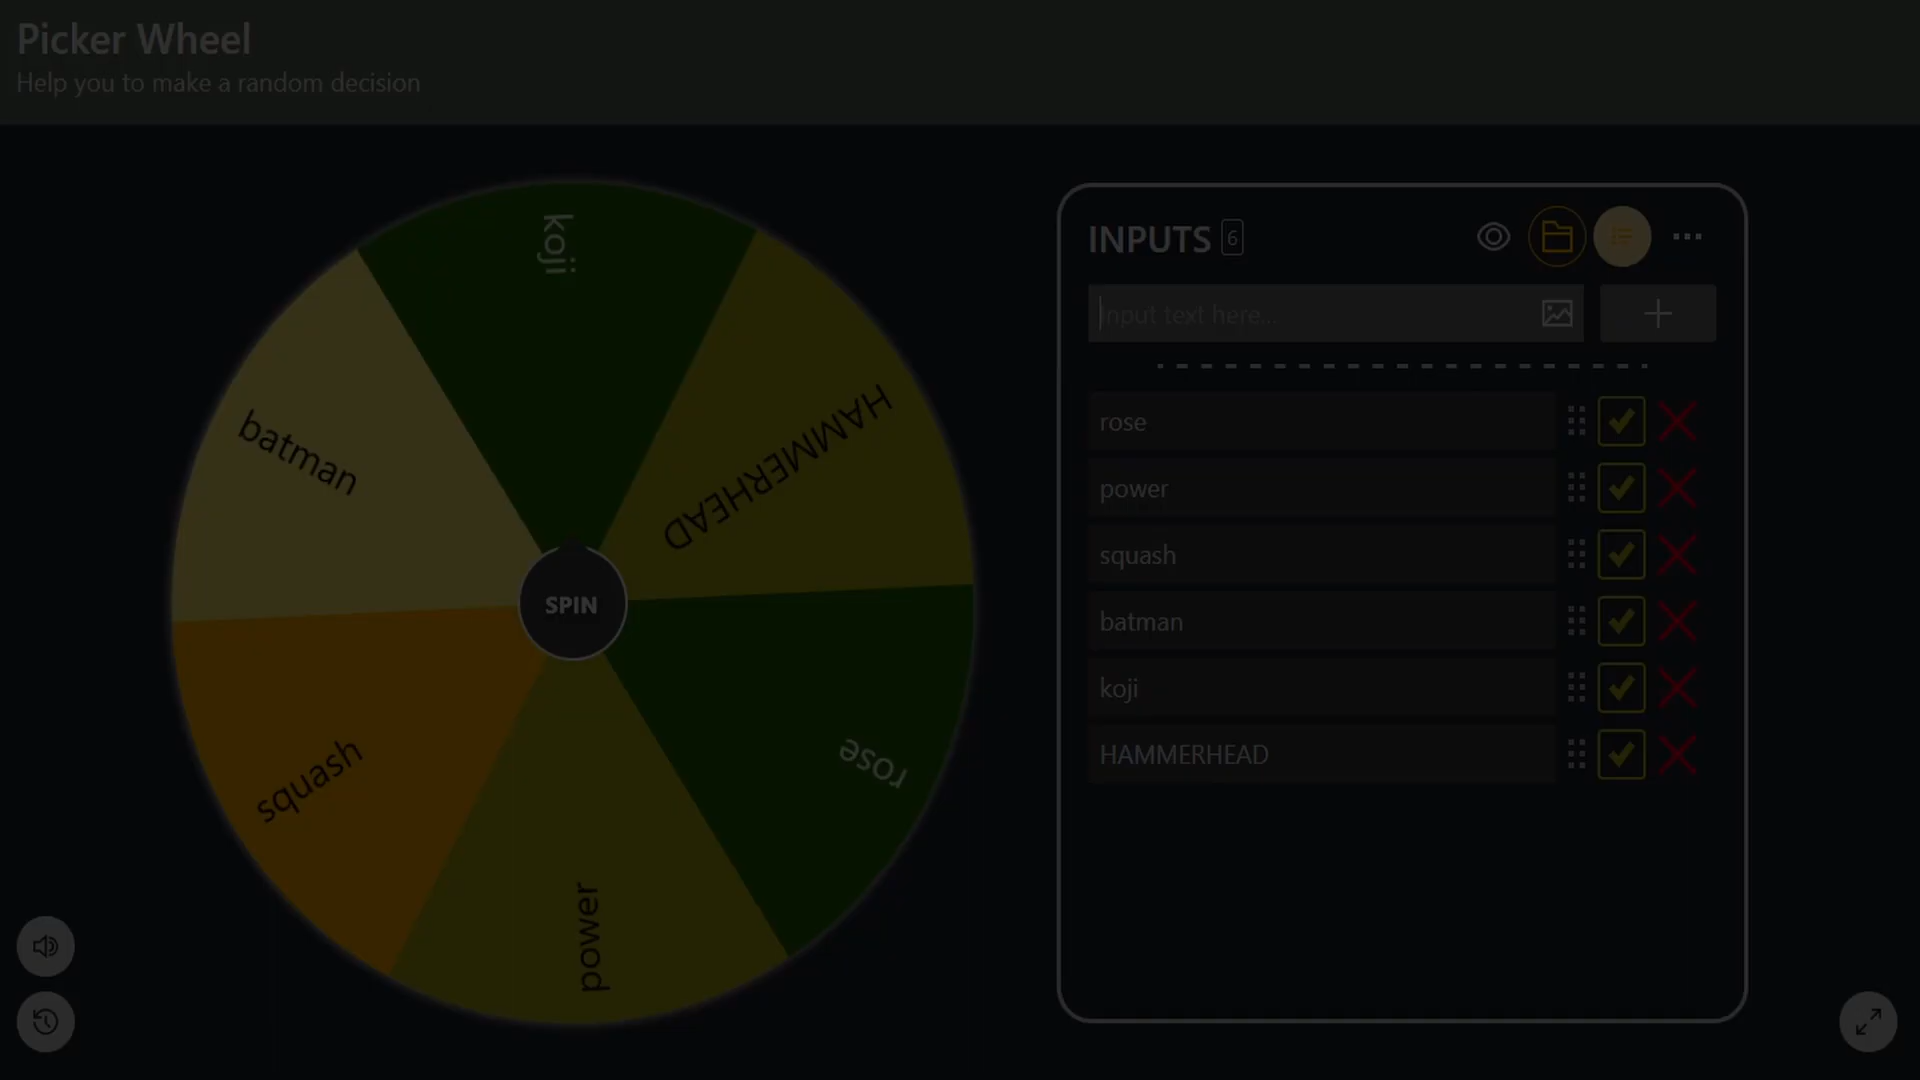 Picker Wheel
Help you to make a random decision
koji
HAMMERHEAD
batman
SPIN
rose
squash
power
INPUTS 6
Input text here...
rose
power
squash
batman
koji
HAMMERHEAD